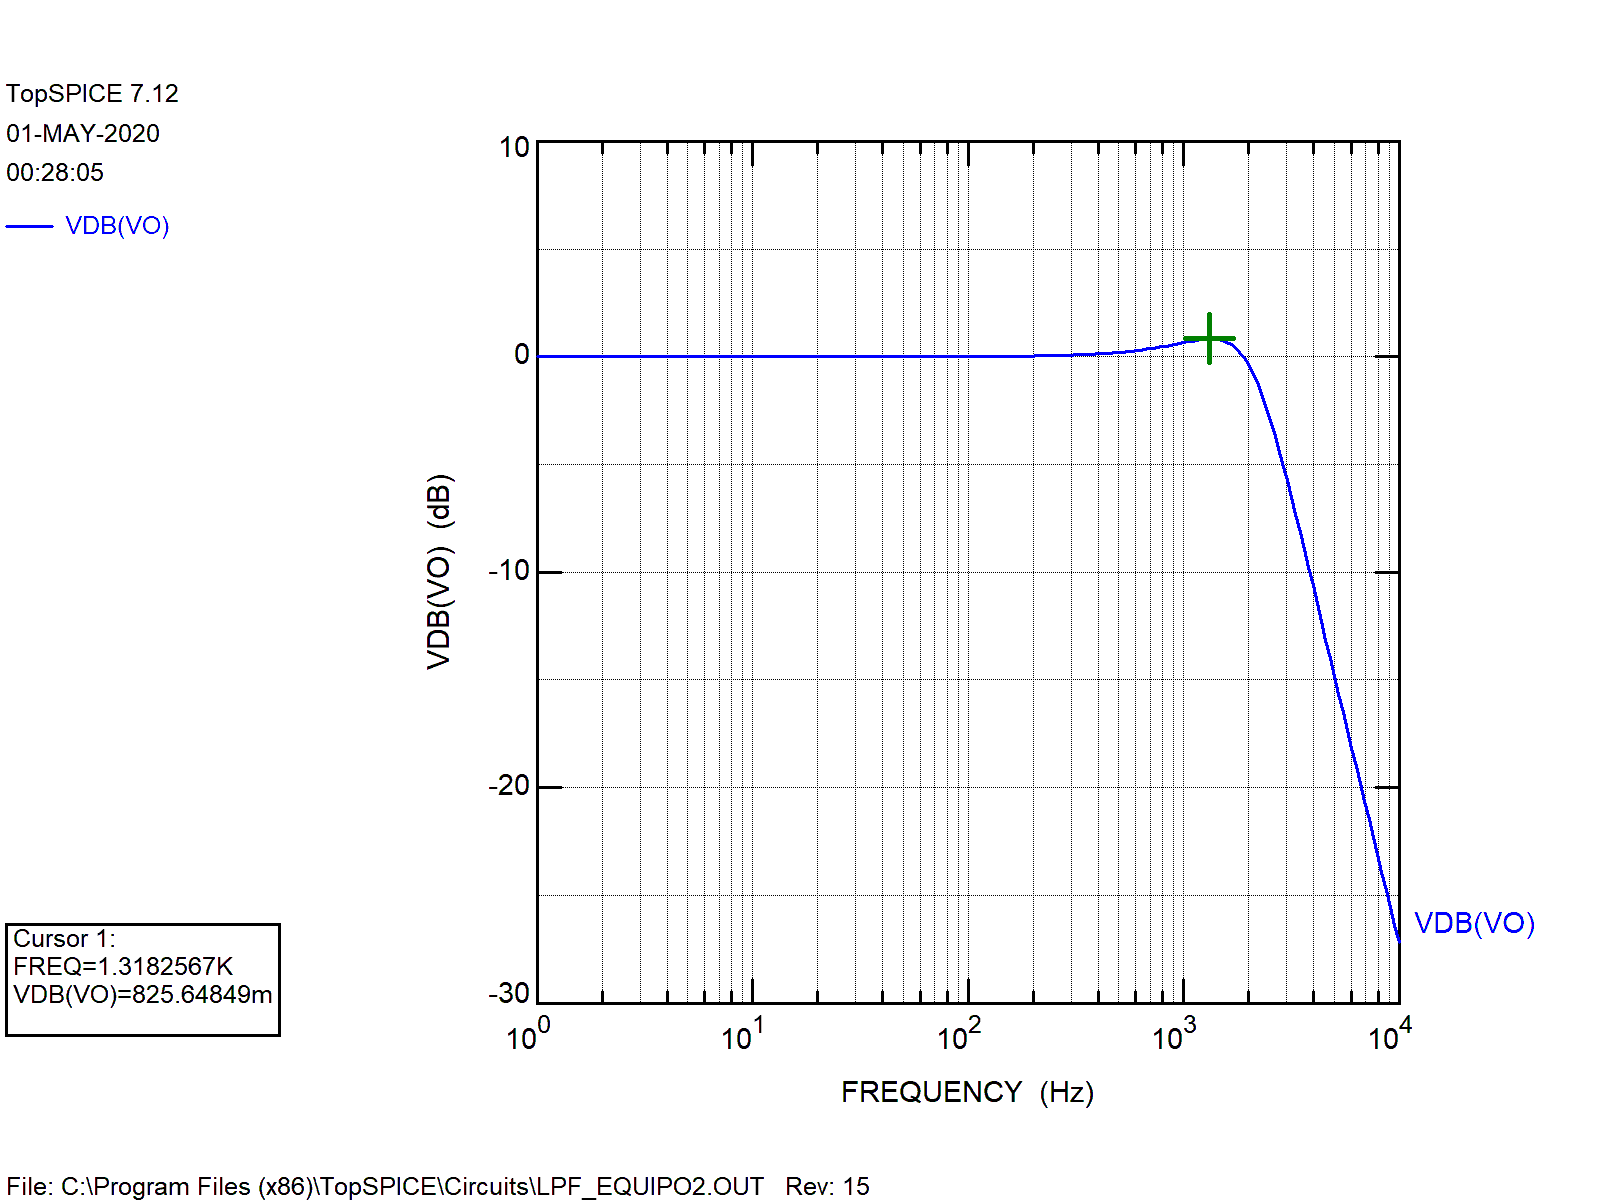 TopSPICE 7.12
01-MAY-2020
00:28:05
VDB(VO)
10
0
-10
-20
-30
VDB(VO) (dB)
10^0
10^1
10^2
10^3
10^4
FREQUENCY (Hz)
VDB(VO)
Cursor 1:
FREQ=1.3182567K
VDB(VO)=825.64849m
File: C:\Program Files (x86)\TopSPICE\Circuits\LPF_EQUIPO2.OUT Rev: 15